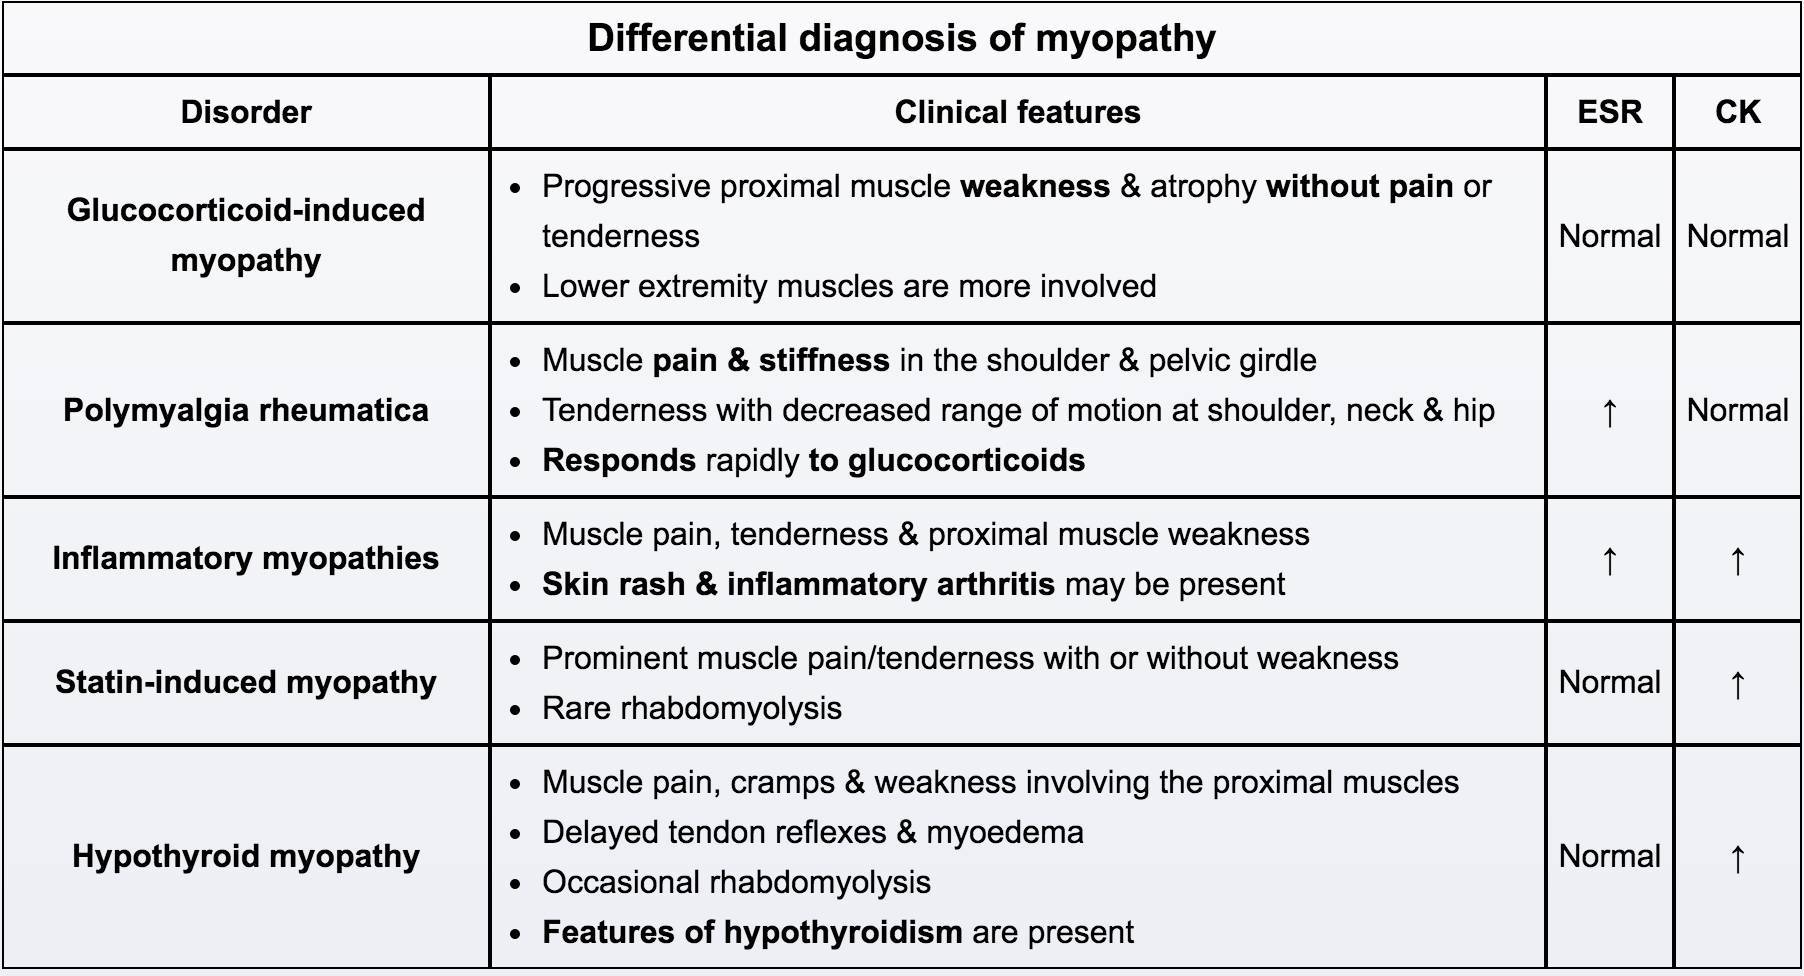 Differential diagnosis of myopathy
Disorder Clinical features ESR CK
Glucocorticoid-induced
myopathy
• Progressive proximal muscle weakness & atrophy without pain or
tenderness
• Lower extremity muscles are more involved
Normal Normal
Polymyalgia rheumatica
• Muscle pain & stiffness in the shoulder & pelvic girdle
• Tenderness with decreased range of motion at shoulder, neck & hip
• Responds rapidly to glucocorticoids
↑ Normal
Inflammatory myopathies
• Muscle pain, tenderness & proximal muscle weakness
• Skin rash & inflammatory arthritis may be present
↑ ↑
Statin-induced myopathy
• Prominent muscle pain/tenderness with or without weakness
• Rare rhabdomyolysis
Normal ↑
Hypothyroid myopathy
• Muscle pain, cramps & weakness involving the proximal muscles
• Delayed tendon reflexes & myoedema
• Occasional rhabdomyolysis
• Features of hypothyroidism are present
Normal ↑